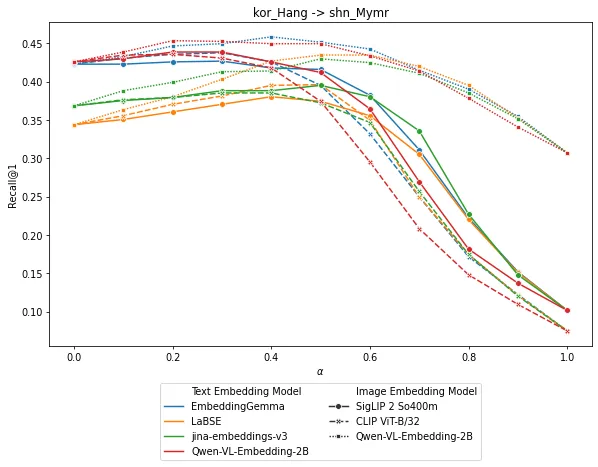 kor_Hang -> shn_Mymr
Recall@1
0.45
0.40
0.35
0.30
0.25
0.20
0.15
0.10
0.0 0.2 0.4 0.6 0.8 1.0
α
Text Embedding Model Image Embedding Model
EmbeddingGemma SigLIP 2 So400m
LaBSE CLIP ViT-B/32
jina-embeddings-v3 Qwen-VL-Embedding-2B
Qwen-VL-Embedding-2B